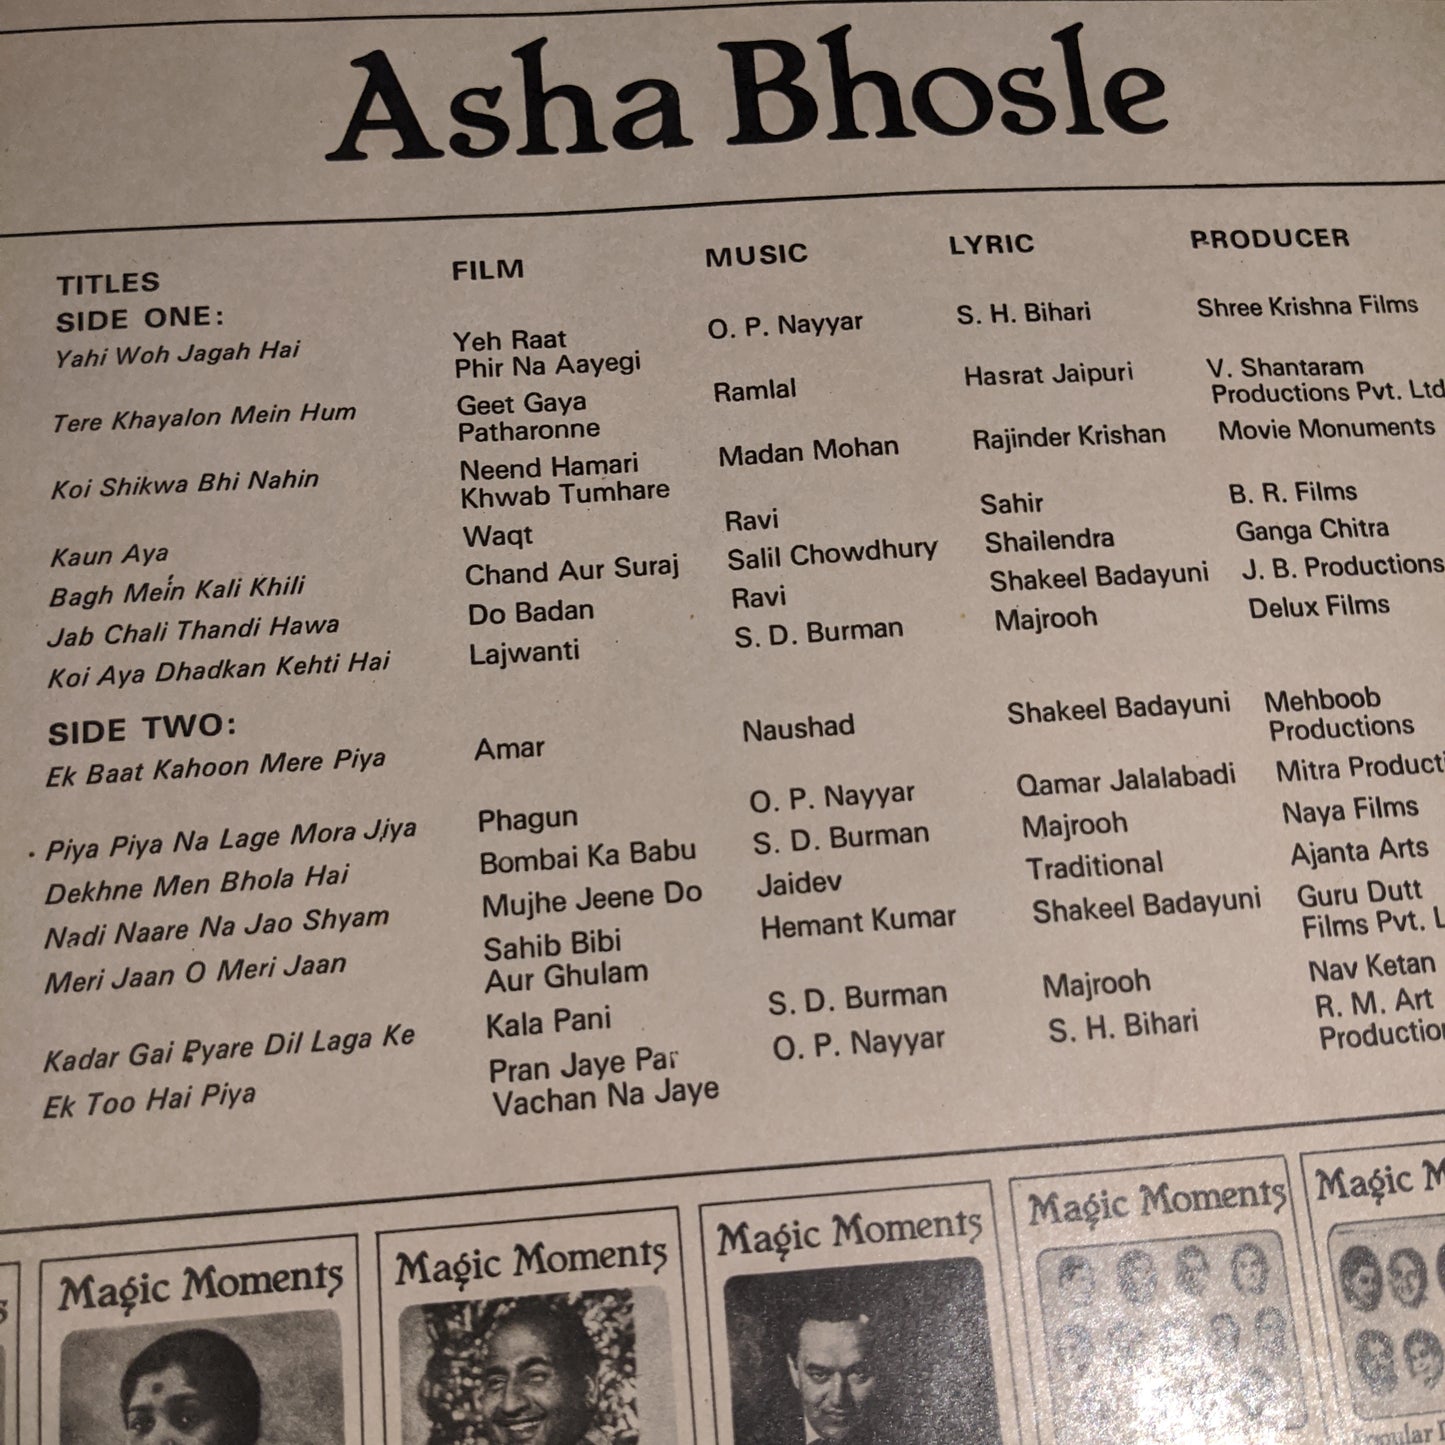 Asha Bhosle
TITLES FILM MUSIC LYRIC PRODUCER
SIDE ONE:
Yahi Woh Jagah Hai Yeh Raat O. P. Nayyar S. H. Bihari Shree Krishna Films
Phir Na Aayegi
Tere Khayalon Mein Hum Geet Gaya Ramlal Hasrat Jaipuri V. Shantaram
Patharonne Productions Pvt. Ltd
Koi Shikwa Bhi Nahin Neend Hamari Madan Mohan Rajinder Krishan Movie Monuments
Khwab Tumhare
Kaun Aya Waqt Ravi Sahir B. R. Films
Bagh Mein Kali Khili Chand Aur Suraj Salil Chowdhury Shailendra Ganga Chitra
Jab Chali Thandi Hawa Do Badan Ravi Shakeel Badayuni J. B. Productions
Koi Aya Dhadkan Kehti Hai Lajwanti S. D. Burman Majrooh Delux Films
SIDE TWO:
Ek Baat Kahoon Mere Piya Amar Naushad Shakeel Badayuni Mehboob
Productions
Piya Piya Na Lage Mora Jiya Phagun O. P. Nayyar Qamar Jalalabadi Mitra Producti
Dekhne Men Bhola Hai Bombai Ka Babu S. D. Burman Majrooh Naya Films
Nadi Naare Na Jao Shyam Mujhe Jeene Do Jaidev Traditional Ajanta Arts
Meri Jaan O Meri Jaan Sahib Bibi Hemant Kumar Shakeel Badayuni Guru Dutt
Aur Ghulam Films Pvt. L
Kadar Gai Pyare Dil Laga Ke Kala Pani S. D. Burman Majrooh Nav Ketan
Ek Too Hai Piya Pran Jaye Par O. P. Nayyar S. H. Bihari R. M. Art
Vachan Na Jaye Production
Magic Moments Magic Moments Magic Moments Magic Moments Magic M